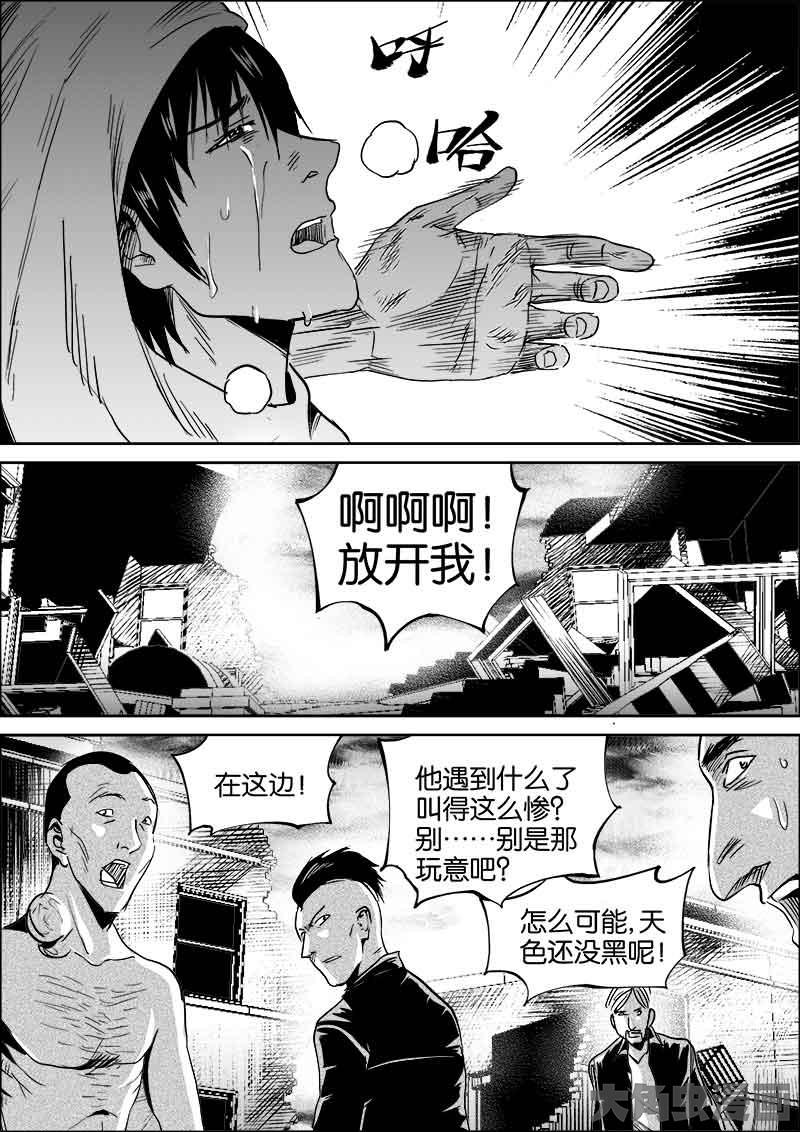 呼
哈
啊啊啊！
放开我！
在这边！
他遇到什么了
叫得这么惨？
别……别是那
玩意吧？
怎么可能，天
色还没黑呢！
大角虫漫画